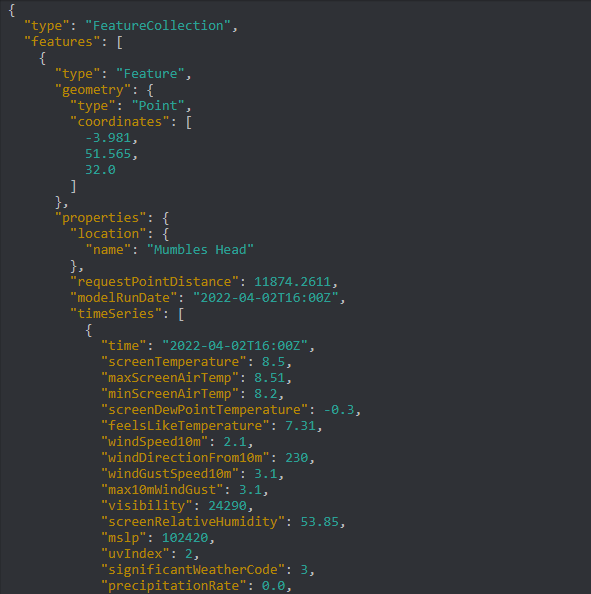 {
"type": "FeatureCollection",
"features": [
{
"type": "Feature",
"geometry": {
"type": "Point",
"coordinates": [
-3.981,
51.565,
32.0
]
},
"properties": {
"location": {
"name": "Mumbles Head"
},
"requestPointDistance": 11874.2611,
"modelRunDate": "2022-04-02T16:00Z",
"timeSeries": [
{
"time": "2022-04-02T16:00Z",
"screenTemperature": 8.5,
"maxScreenAirTemp": 8.51,
"minScreenAirTemp": 8.2,
"screenDewPointTemperature": -0.3,
"feelsLikeTemperature": 7.31,
"windSpeed10m": 2.1,
"windDirectionFrom10m": 230,
"windGustSpeed10m": 3.1,
"max10mWindGust": 3.1,
"visibility": 24290,
"screenRelativeHumidity": 53.85,
"mslp": 102420,
"uvIndex": 2,
"significantWeatherCode": 3,
"precipitationRate": 0.0,